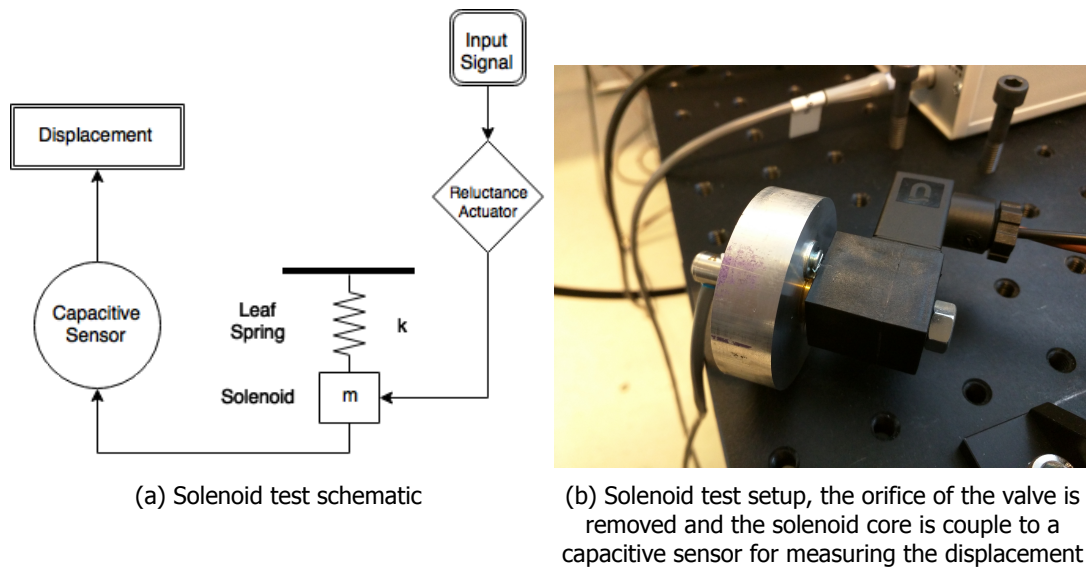 Input
Signal
Displacement
Reluctance
Actuator
Capacitive
Sensor
Leaf
Spring
k
Solenoid
m
(a) Solenoid test schematic
(b) Solenoid test setup, the orifice of the valve is
removed and the solenoid core is couple to a
capacitive sensor for measuring the displacement